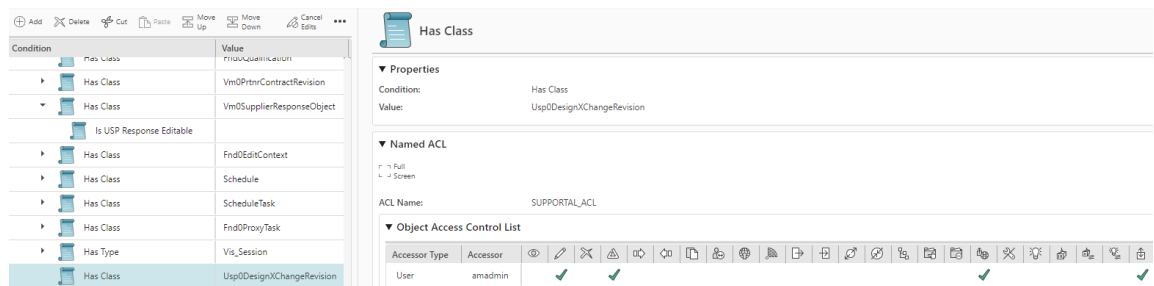 Add Delete Cut Paste Move Up Move Down Cancel Edits
Condition Value
Has Class Fnd0Qualification
Has Class Vm0PrtnrContractRevision
Has Class Vm0SupplierResponseObject
Is USP Response Editable
Has Class Fnd0EditContext
Has Class Schedule
Has Class ScheduleTask
Has Class Fnd0ProxyTask
Has Type Vis_Session
Has Class Usp0DesignXChangeRevision
Has Class
Properties
Condition: Has Class
Value: Usp0DesignXChangeRevision
Named ACL
Full
Screen
ACL Name: SUPPORTAL_ACL
Object Access Control List
Accessor Type Accessor
User amadmin